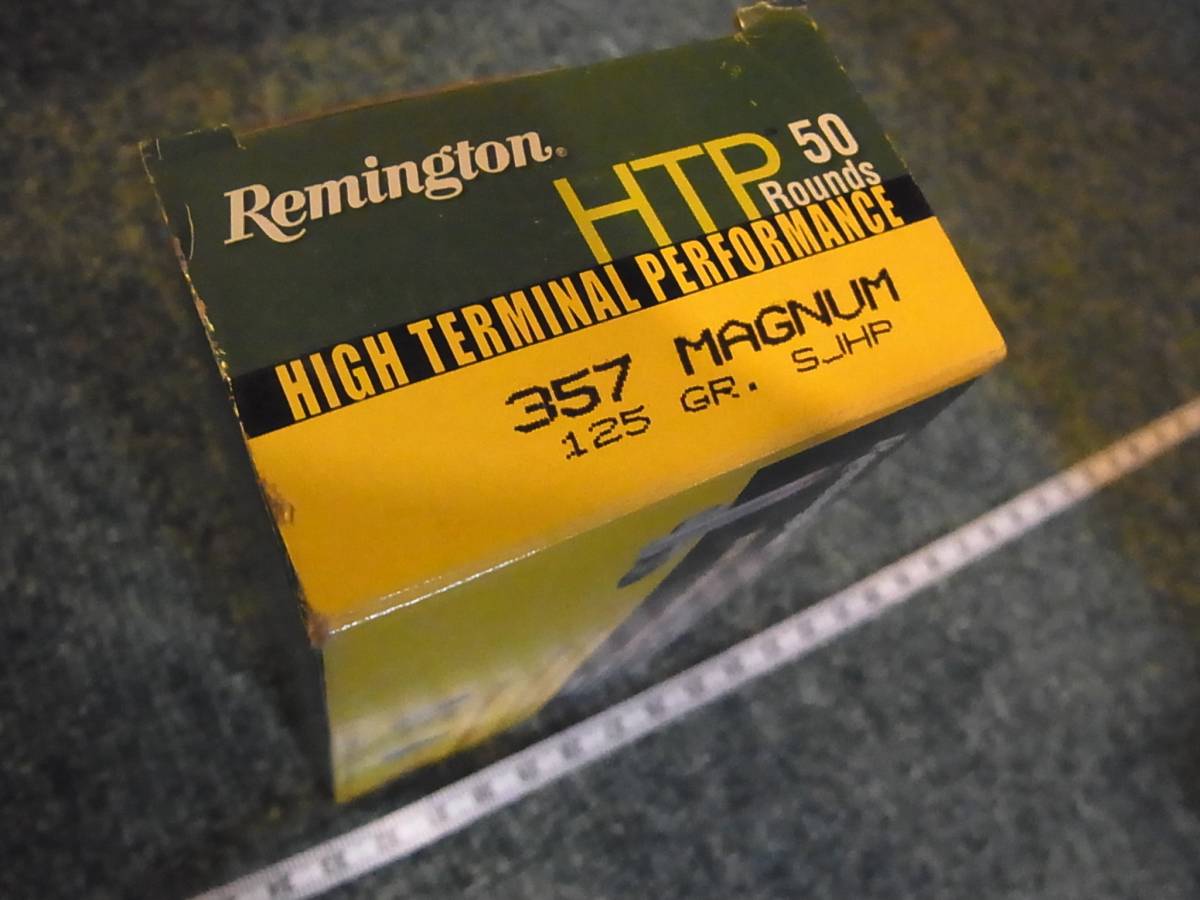 Remington®
HTP
50
Rounds
HIGH TERMINAL PERFORMANCE
357 MAGNUM
125 GR. SJHP